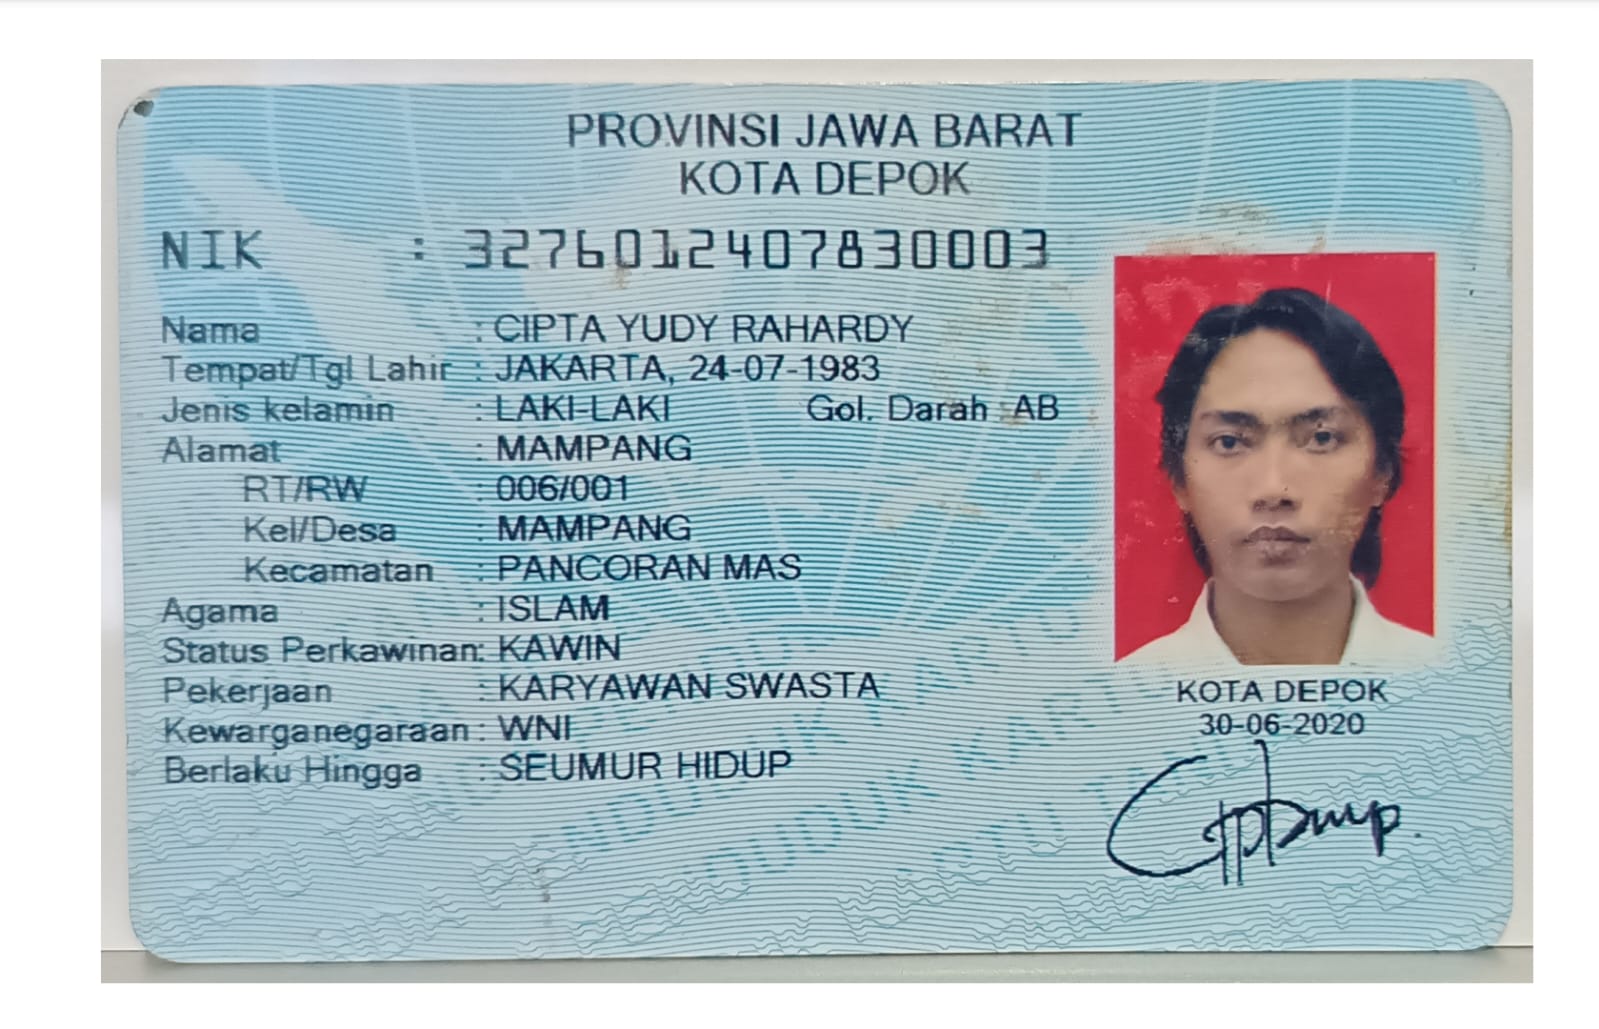 PROVINSI JAWA BARAT
KOTA DEPOK
NIK : 3276012407830003
Nama : CIPTA YUDY RAHARDY
Tempat/Tgl Lahir : JAKARTA, 24-07-1983
Jenis kelamin : LAKI-LAKI Gol. Darah : AB
Alamat : MAMPANG
RT/RW : 006/001
Kel/Desa : MAMPANG
Kecamatan : PANCORAN MAS
Agama : ISLAM
Status Perkawinan: KAWIN
Pekerjaan : KARYAWAN SWASTA
Kewarganegaraan : WNI
Berlaku Hingga : SEUMUR HIDUP
KOTA DEPOK
30-06-2020